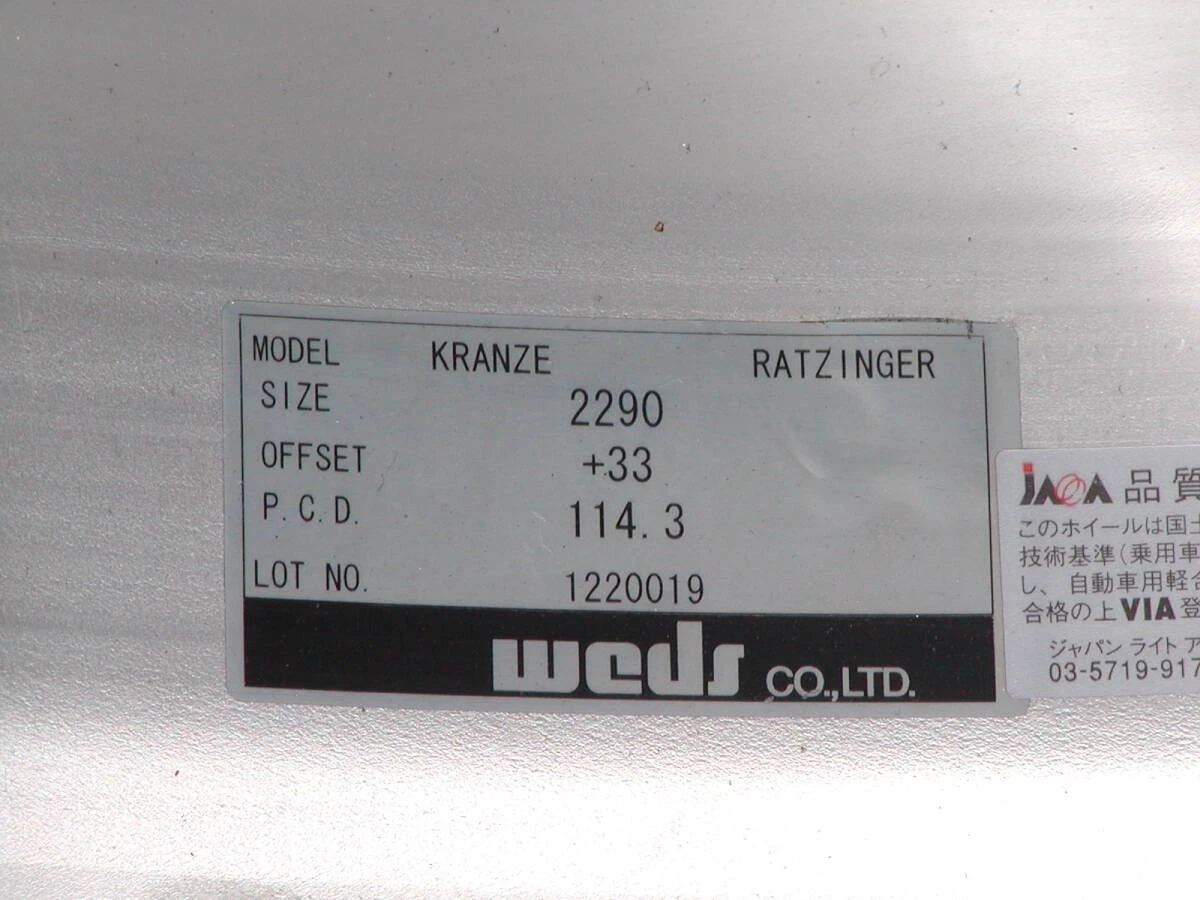 MODEL KRANZE RATZINGER
SIZE 2290
OFFSET +33
P.C.D. 114.3
LOT NO. 1220019
weds CO.,LTD.
JAWA 品質
このホイールは国土
技術基準(乗用車
し、自動車用軽合
合格の上VIA登
ジャパン ライト ア
03-5719-917